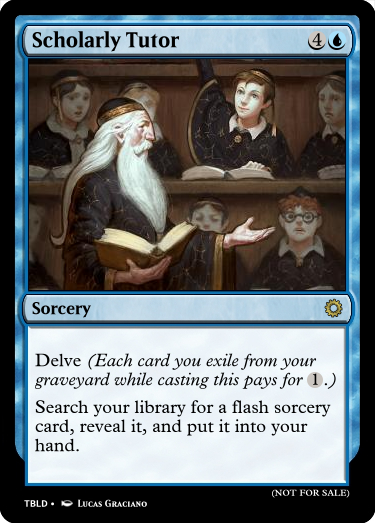 Scholarly Tutor 4
Sorcery
Delve (Each card you exile from your
graveyard while casting this pays for 1.)
Search your library for a flash sorcery
card, reveal it, and put it into your
hand.
(NOT FOR SALE)
TBLD • Lucas Graciano